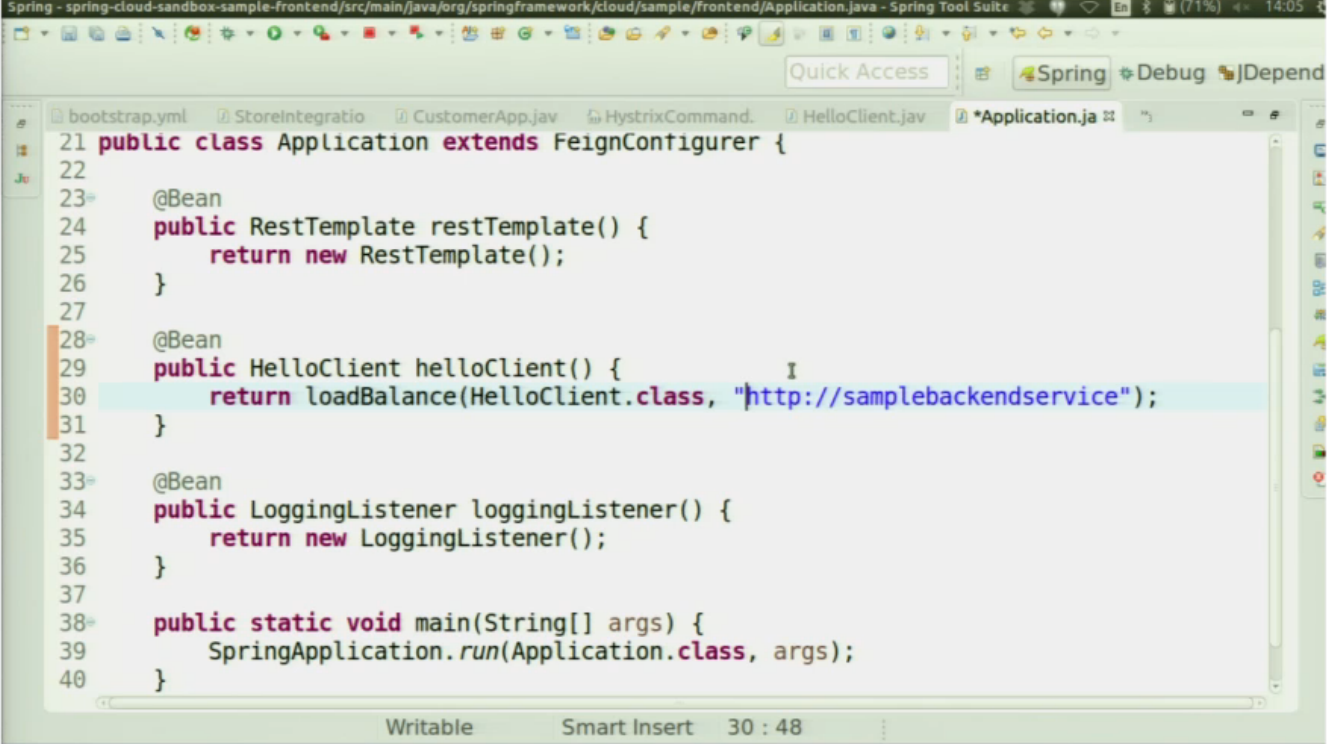 Spring - spring-cloud-sandbox-sample-frontend/src/main/java/org/springframework/cloud/sample/frontend/Application.java - Spring Tool Suite En (71%) 14:05
Quick Access Spring Debug JDepend
bootstrap.yml StoreIntegratio CustomerApp.jav HystrixCommand. HelloClient.jav *Application.ja
21 public class Application extends FeignConfigurer {
22
23 @Bean
24 public RestTemplate restTemplate() {
25 return new RestTemplate();
26 }
27
28 @Bean
29 public HelloClient helloClient() {
30 return loadBalance(HelloClient.class, "http://samplebackendservice");
31 }
32
33 @Bean
34 public LoggingListener loggingListener() {
35 return new LoggingListener();
36 }
37
38 public static void main(String[] args) {
39 SpringApplication.run(Application.class, args);
40 }
Writable Smart Insert 30 : 48